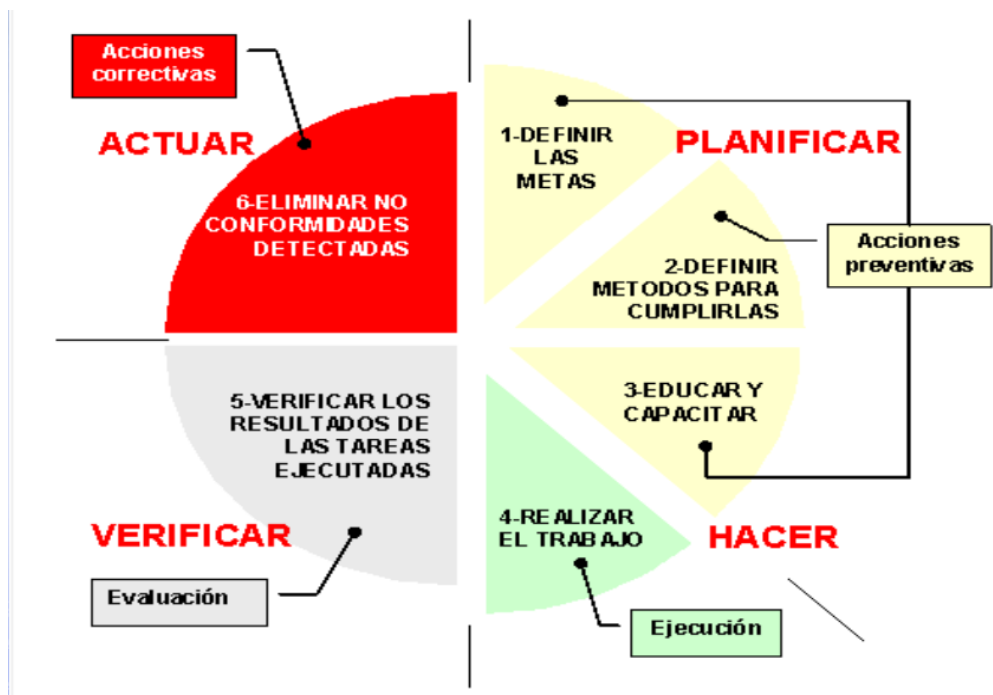 Acciones
correctivas
ACTUAR
6-ELIMINAR NO
CONFORMIDADES
DETECTADAS
1-DEFINIR
LAS
METAS
PLANIFICAR
Acciones
preventivas
2-DEFINIR
METODOS PARA
CUMPLIRLAS
3-EDUCAR Y
CAPACITAR
5-VERIFICAR LOS
RESULTADOS DE
LAS TAREAS
EJECUTADAS
VERIFICAR
Evaluación
4-REALIZAR
EL TRABAJO
HACER
Ejecución